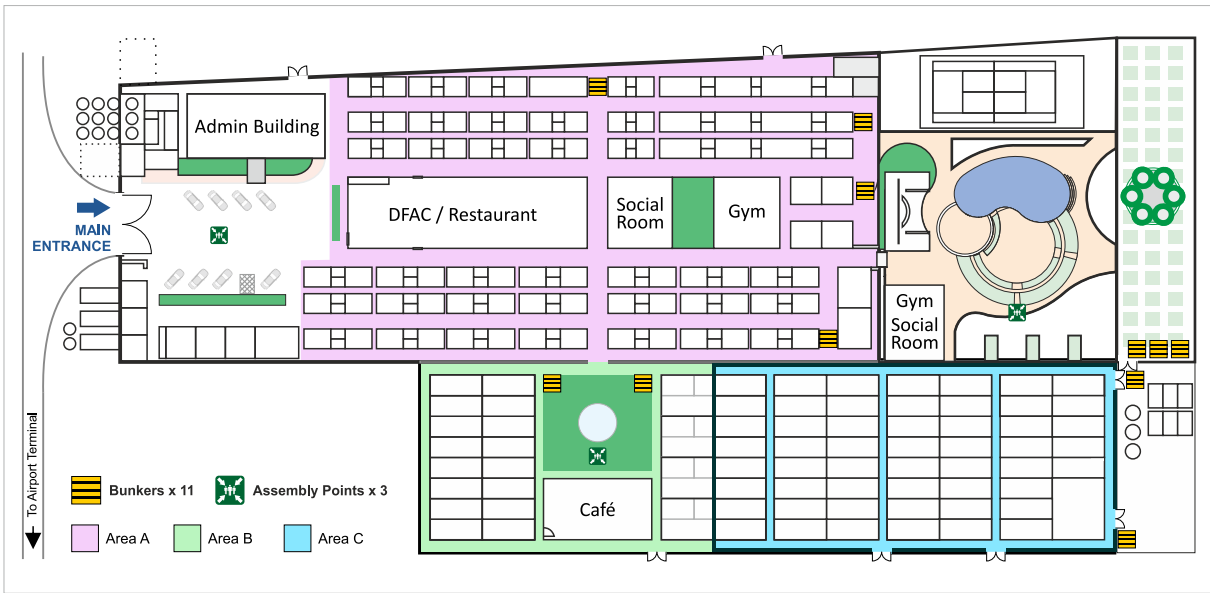 Admin Building
MAIN
ENTRANCE
DFAC / Restaurant
Social
Room
Gym
Gym
Social
Room
Café
To Airport Terminal
Bunkers x 11
Assembly Points x 3
Area A
Area B
Area C